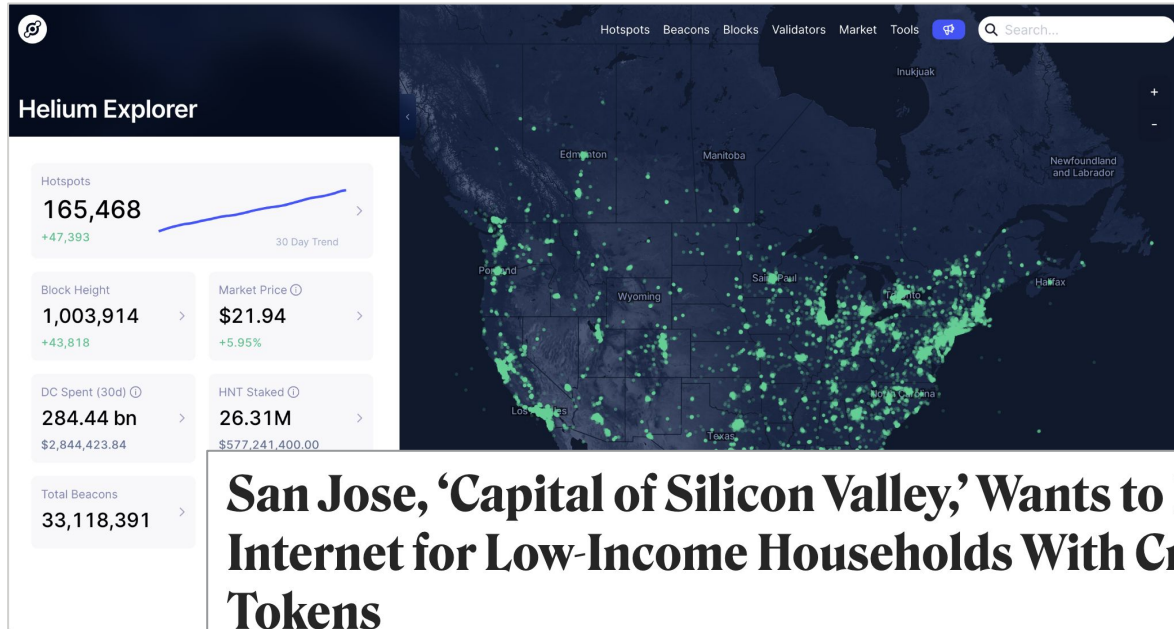 Hotspots Beacons Blocks Validators Market Tools
Search...
Helium Explorer
Hotspots
165,468
+47,393
30 Day Trend
Block Height
1,003,914
+43,818
Market Price
$21.94
+5.95%
DC Spent (30d)
284.44 bn
$2,844,423.84
HNT Staked
26.31M
$577,241,400.00
Total Beacons
33,118,391
Inukjuak
Edmonton
Manitoba
Newfoundland
and Labrador
Portland
Saint Paul
Wyoming
Toronto
Halifax
Los Angeles
North Carolina
Texas
+
-
San Jose, ‘Capital of Silicon Valley,’ Wants to
Internet for Low-Income Households With
Tokens